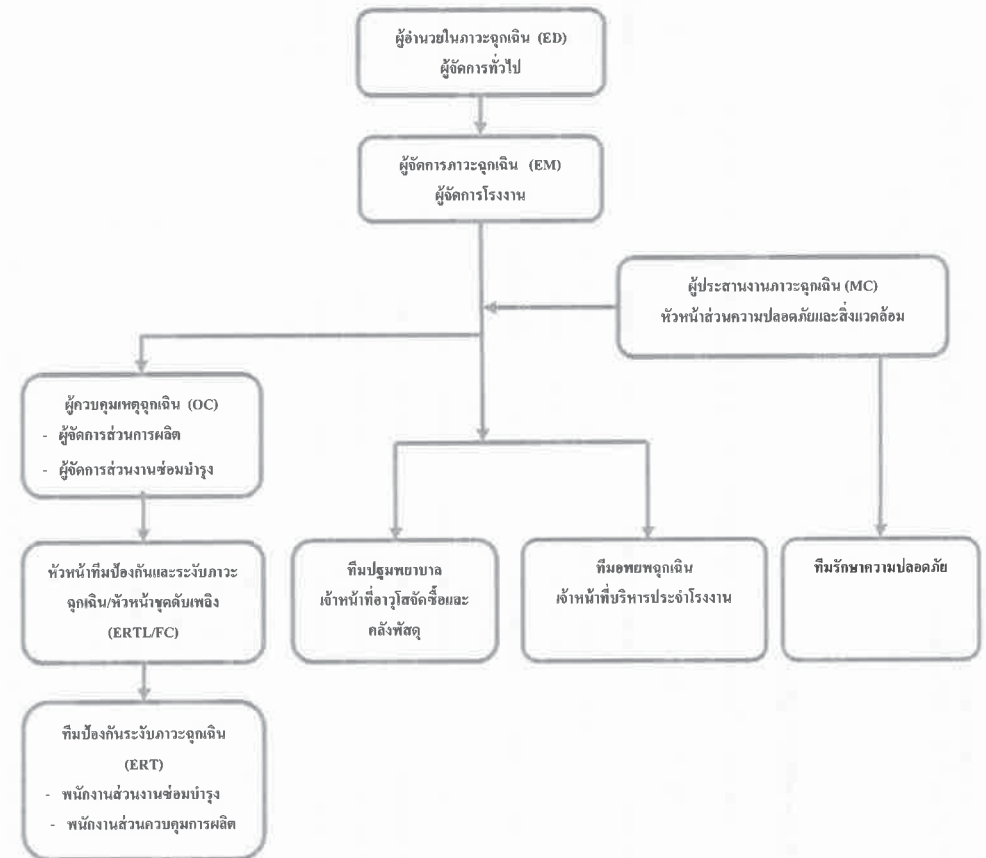 ผู้อำนวยในภาวะฉุกเฉิน (ED)
ผู้จัดการทั่วไป
ผู้จัดการภาวะฉุกเฉิน (EM)
ผู้จัดการโรงงาน
ผู้ประสานงานภาวะฉุกเฉิน (MC)
หัวหน้าส่วนความปลอดภัยและสิ่งแวดล้อม
ผู้ควบคุมเหตุฉุกเฉิน (OC)
- ผู้จัดการส่วนการผลิต
- ผู้จัดการส่วนงานซ่อมบำรุง
หัวหน้าทีมป้องกันและระงับภาวะ
ฉุกเฉิน/หัวหน้าชุดดับเพลิง
(ERTL/FC)
ทีมปฐมพยาบาล
เจ้าหน้าที่อาวุโสจัดซื้อและ
คลังพัสดุ
ทีมอพยพฉุกเฉิน
เจ้าหน้าที่บริหารประจำโรงงาน
ทีมรักษาความปลอดภัย
ทีมป้องกันระงับภาวะฉุกเฉิน
(ERT)
- พนักงานส่วนงานซ่อมบำรุง
- พนักงานส่วนควบคุมการผลิต